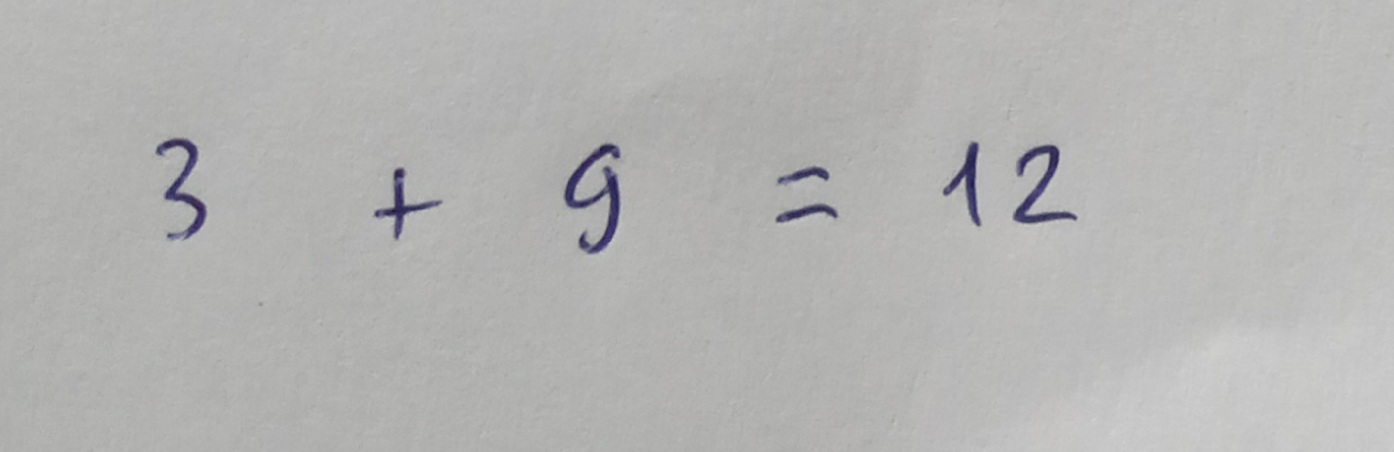 3 + 9 = 12